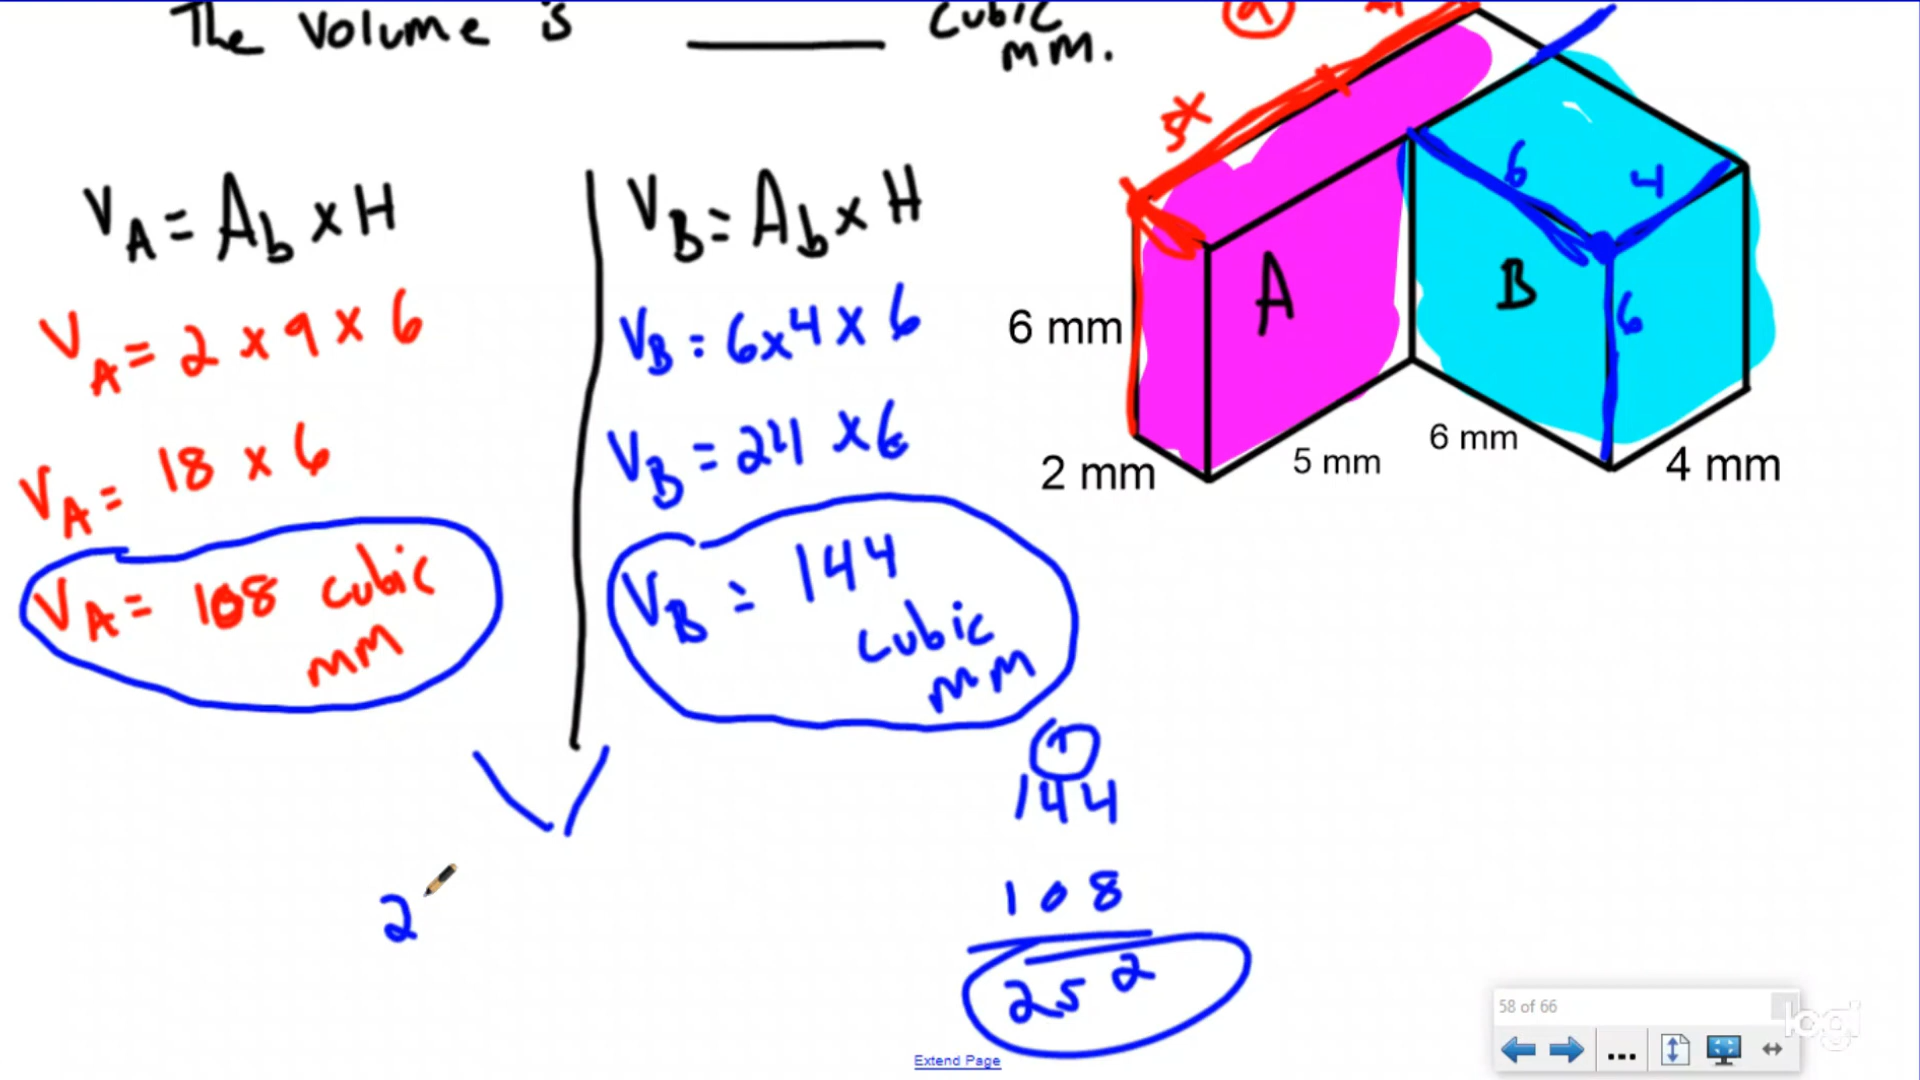 The Volume is ______ cubic mm.
9
5
V_A = A_b x H
V_A = 2 x 9 x 6
V_A = 18 x 6
V_A = 108 cubic mm
V_B = A_b x H
V_B = 6 x 4 x 6
V_B = 24 x 6
V_B = 144 cubic mm
A
B
6
4
6
6 mm
2 mm
5 mm
6 mm
4 mm
1
144
108
252
2
58 of 66
logi
...
Extend Page